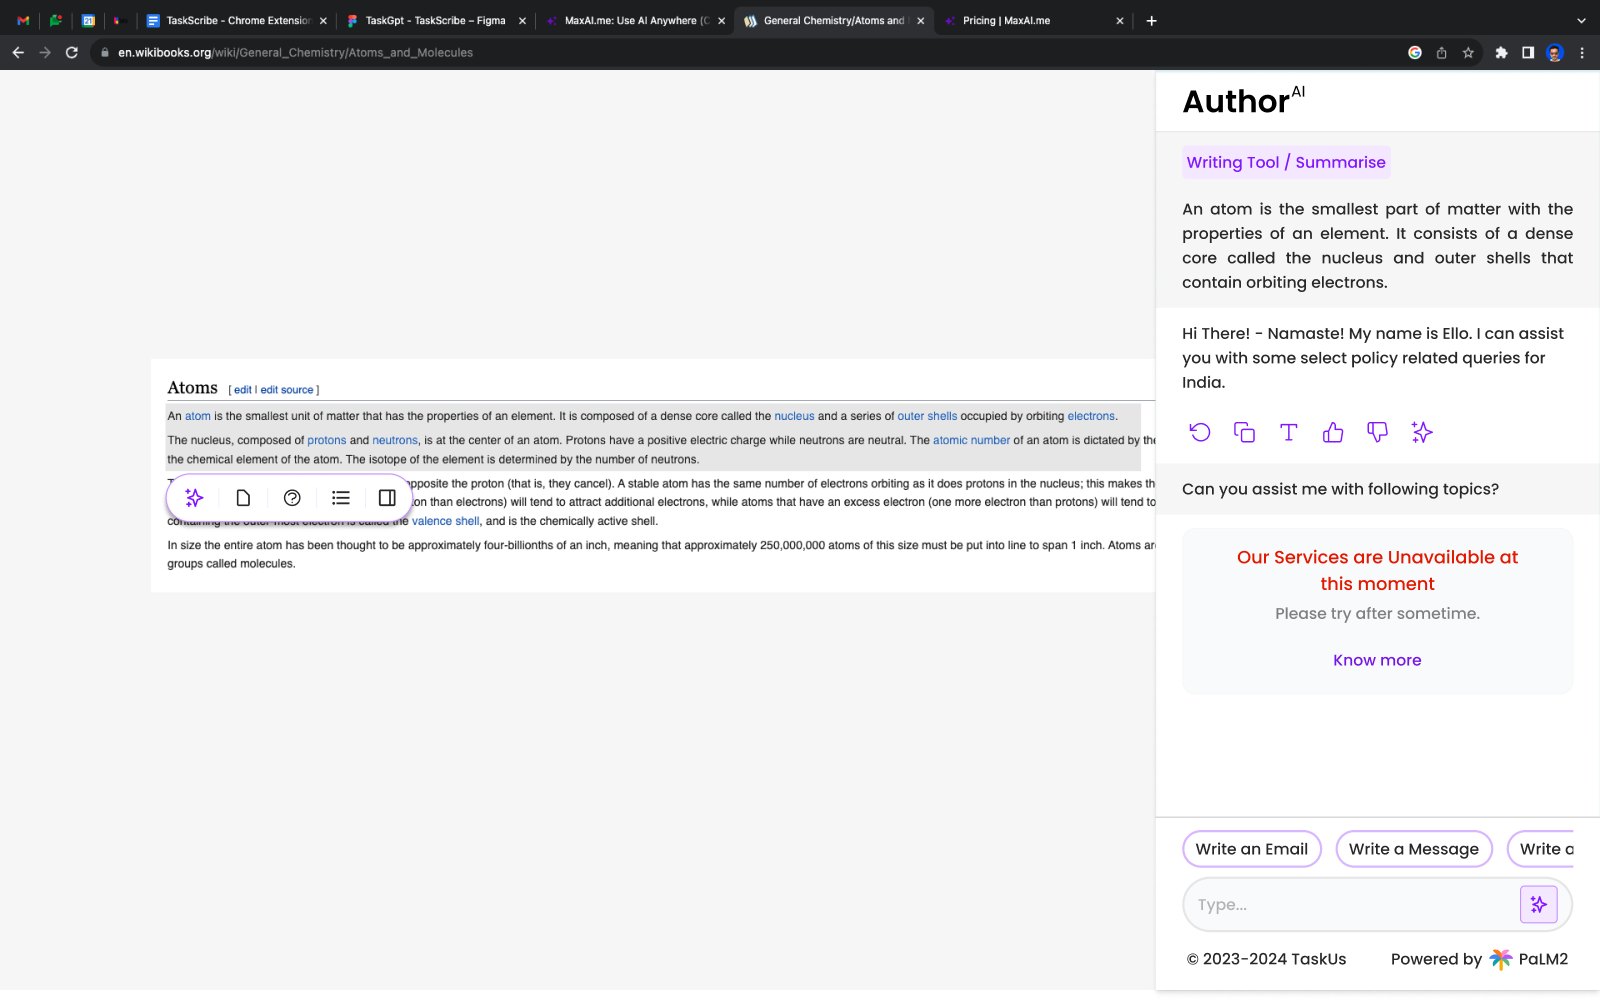 TaskScribe - Chrome Extension
TaskGpt - TaskScribe – Figma
MaxAI.me: Use AI Anywhere (C
General Chemistry/Atoms and
Pricing | MaxAI.me
en.wikibooks.org/wiki/General_Chemistry/Atoms_and_Molecules
Atoms [ edit | edit source ]
An atom is the smallest unit of matter that has the properties of an element. It is composed of a dense core called the nucleus and a series of outer shells occupied by orbiting electrons.
The nucleus, composed of protons and neutrons, is at the center of an atom. Protons have a positive electric charge while neutrons are neutral. The atomic number of an atom is dictated by the
the chemical element of the atom. The isotope of the element is determined by the number of neutrons.
pposite the proton (that is, they cancel). A stable atom has the same number of electrons orbiting as it does protons in the nucleus; this makes th
on than electrons) will tend to attract additional electrons, while atoms that have an excess electron (one more electron than protons) will tend to
containing the outer most electron is called the valence shell, and is the chemically active shell.
In size the entire atom has been thought to be approximately four-billionths of an inch, meaning that approximately 250,000,000 atoms of this size must be put into line to span 1 inch. Atoms are
groups called molecules.
Author AI
Writing Tool / Summarise
An atom is the smallest part of matter with the
properties of an element. It consists of a dense
core called the nucleus and outer shells that
contain orbiting electrons.
Hi There! - Namaste! My name is Ello. I can assist
you with some select policy related queries for
India.
Can you assist me with following topics?
Our Services are Unavailable at
this moment
Please try after sometime.
Know more
Write an Email
Write a Message
Write a
Type...
© 2023-2024 TaskUs
Powered by PaLM2